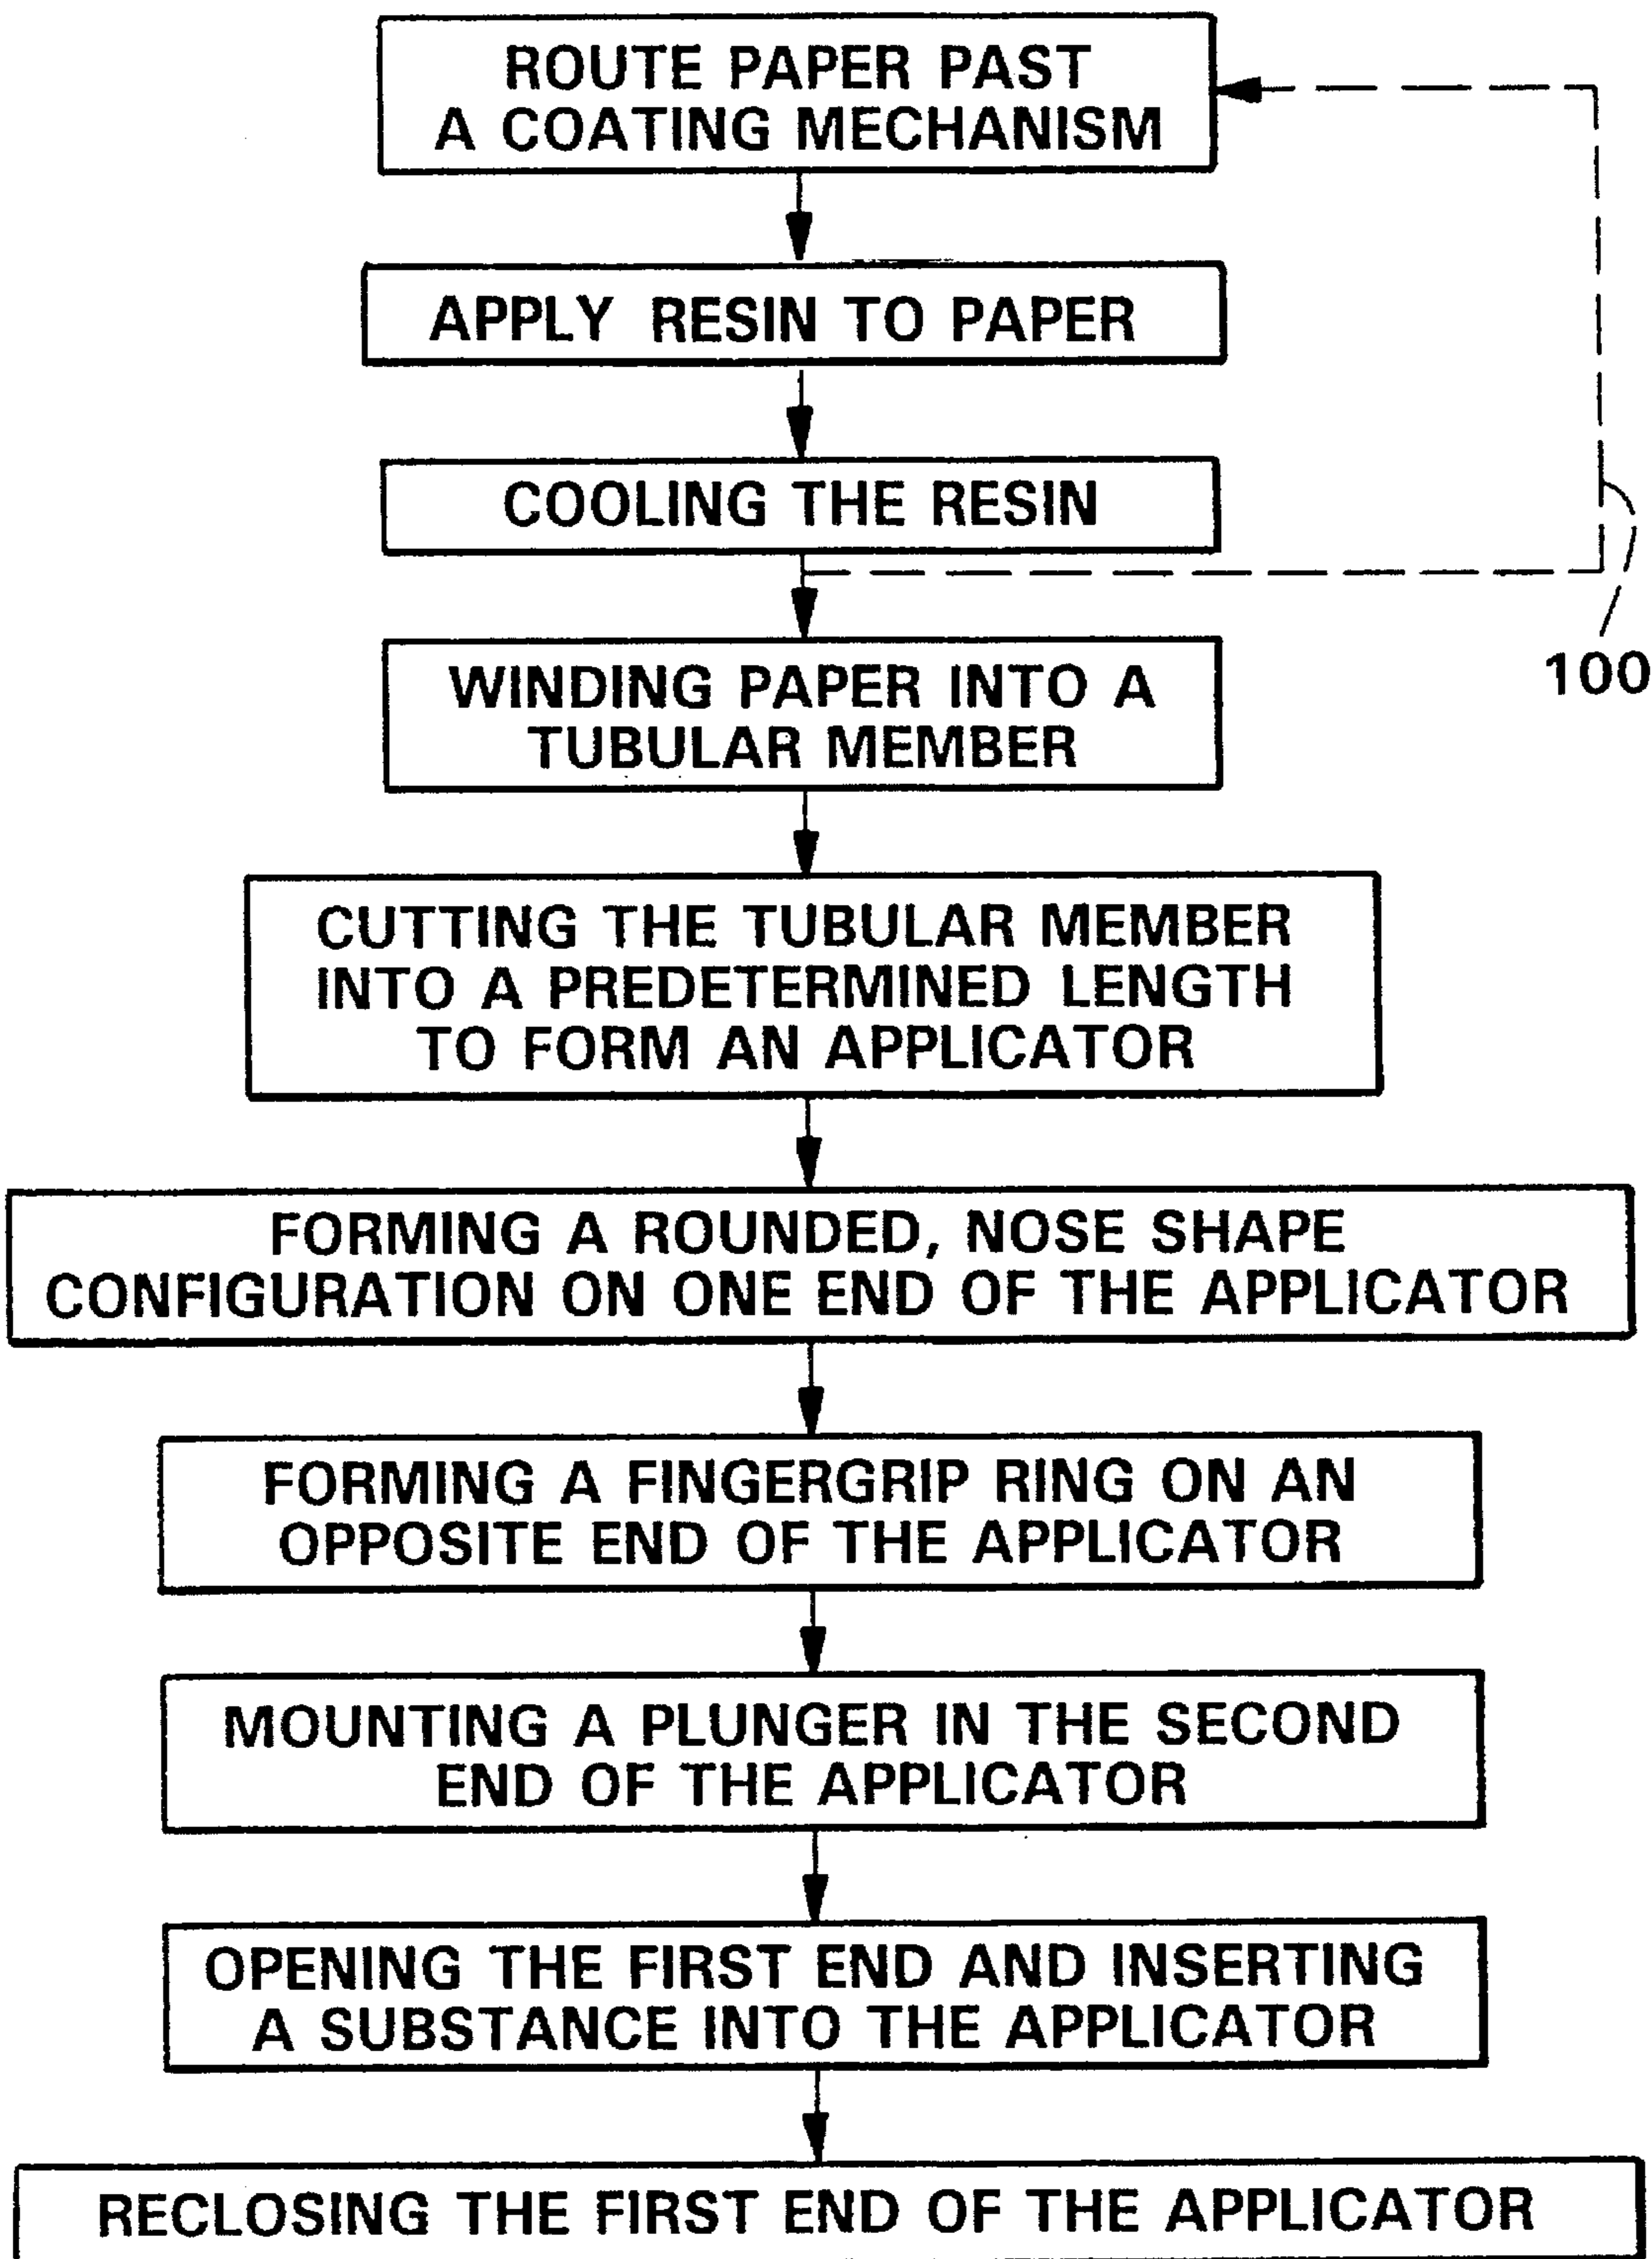 ROUTE PAPER PAST
A COATING MECHANISM
APPLY RESIN TO PAPER
COOLING THE RESIN
100
WINDING PAPER INTO A
TUBULAR MEMBER
CUTTING THE TUBULAR MEMBER
INTO A PREDETERMINED LENGTH
TO FORM AN APPLICATOR
FORMING A ROUNDED, NOSE SHAPE
CONFIGURATION ON ONE END OF THE APPLICATOR
FORMING A FINGERGRIP RING ON AN
OPPOSITE END OF THE APPLICATOR
MOUNTING A PLUNGER IN THE SECOND
END OF THE APPLICATOR
OPENING THE FIRST END AND INSERTING
A SUBSTANCE INTO THE APPLICATOR
RECLOSING THE FIRST END OF THE APPLICATOR